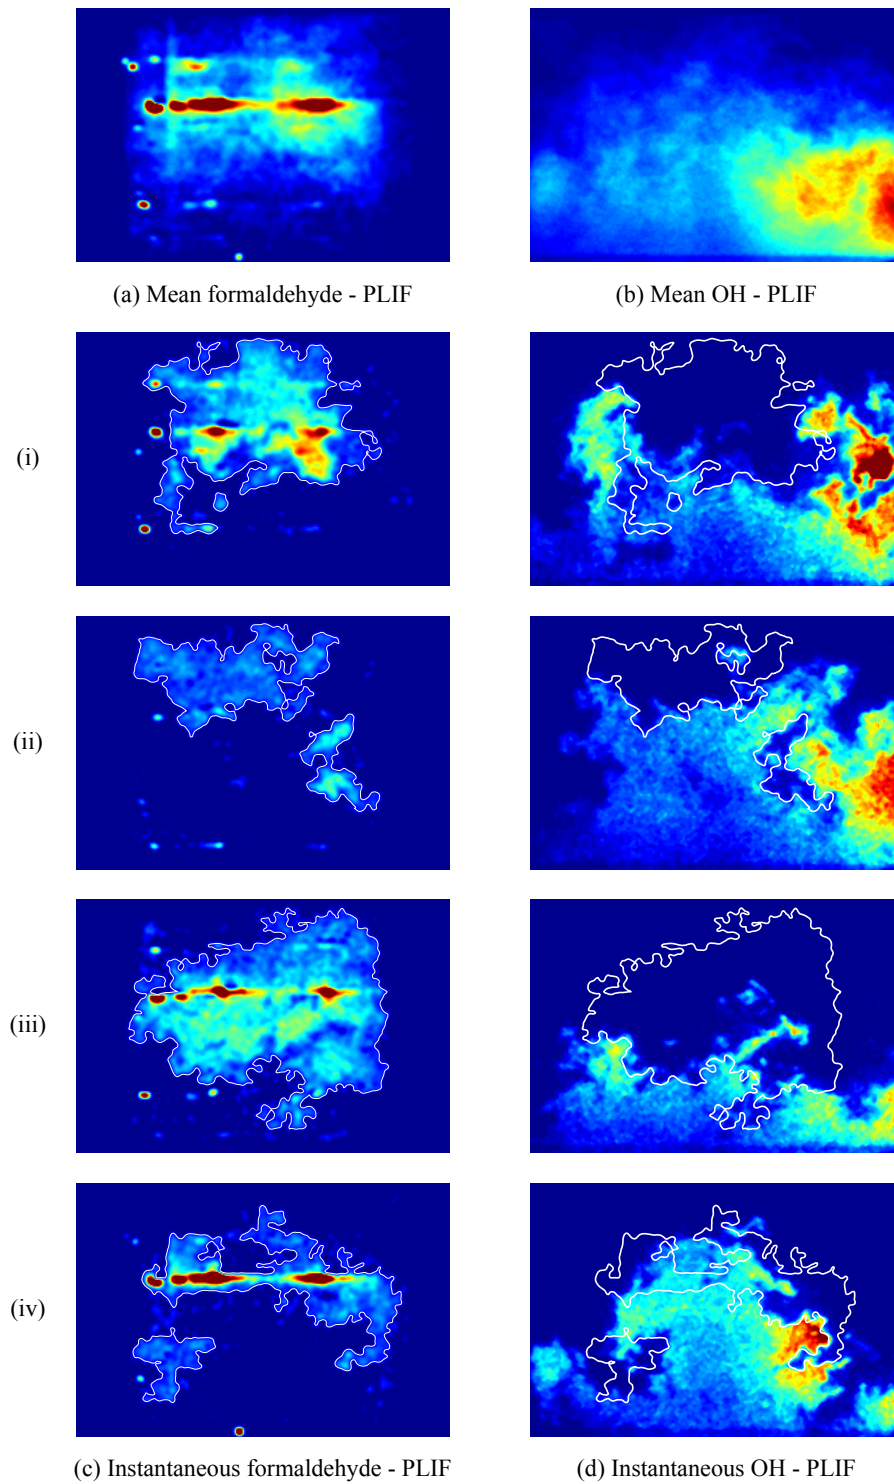 (a) Mean formaldehyde - PLIF
(b) Mean OH - PLIF
(i)
(ii)
(iii)
(iv)
(c) Instantaneous formaldehyde - PLIF
(d) Instantaneous OH - PLIF